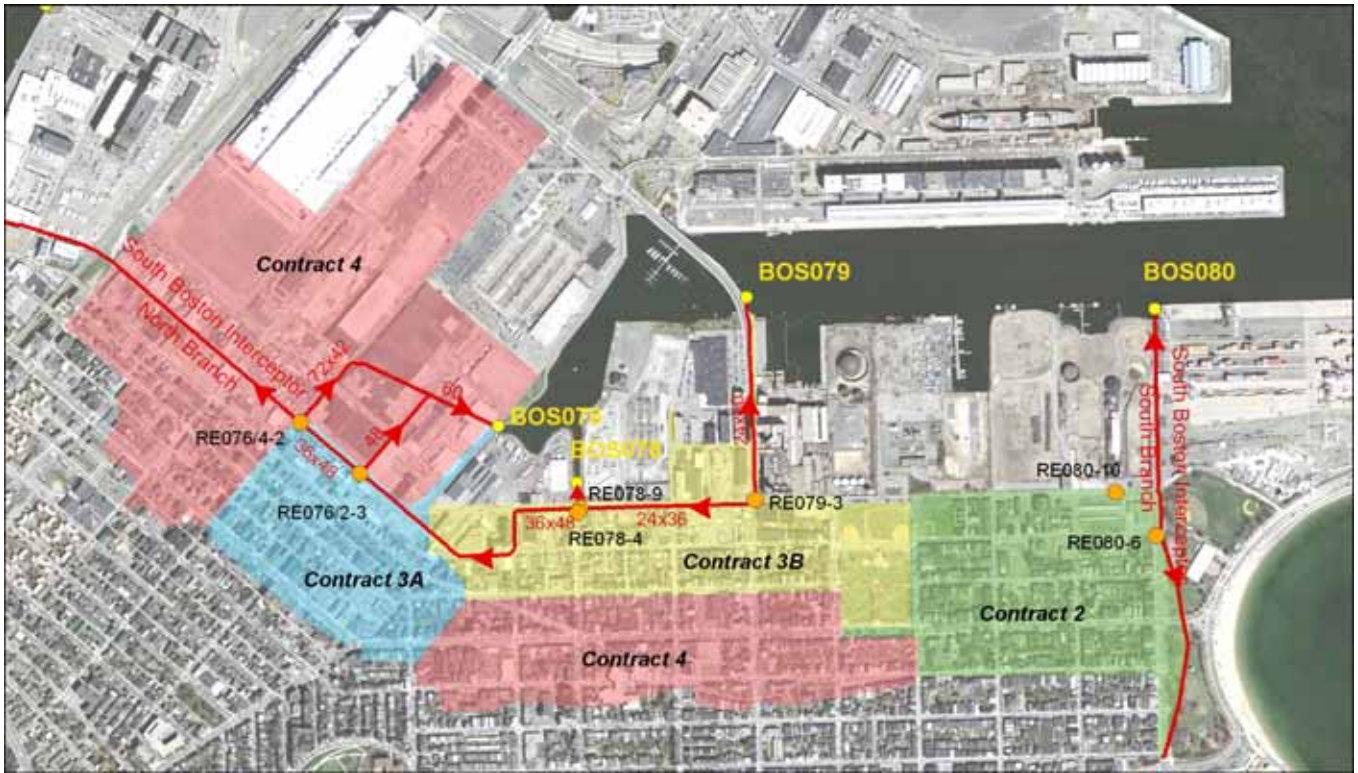 Contract 4
BOS079
BOS080
South Boston Interceptor
North Branch
72x42
South Boston Interceptor
South Branch
BOS076
RE076/4-2
36x48
48
BOS078
RE080-10
RE078-9
RE079-3
RE076/2-3
36x48
24x36
RE078-4
RE080-6
Contract 3B
Contract 3A
Contract 2
Contract 4